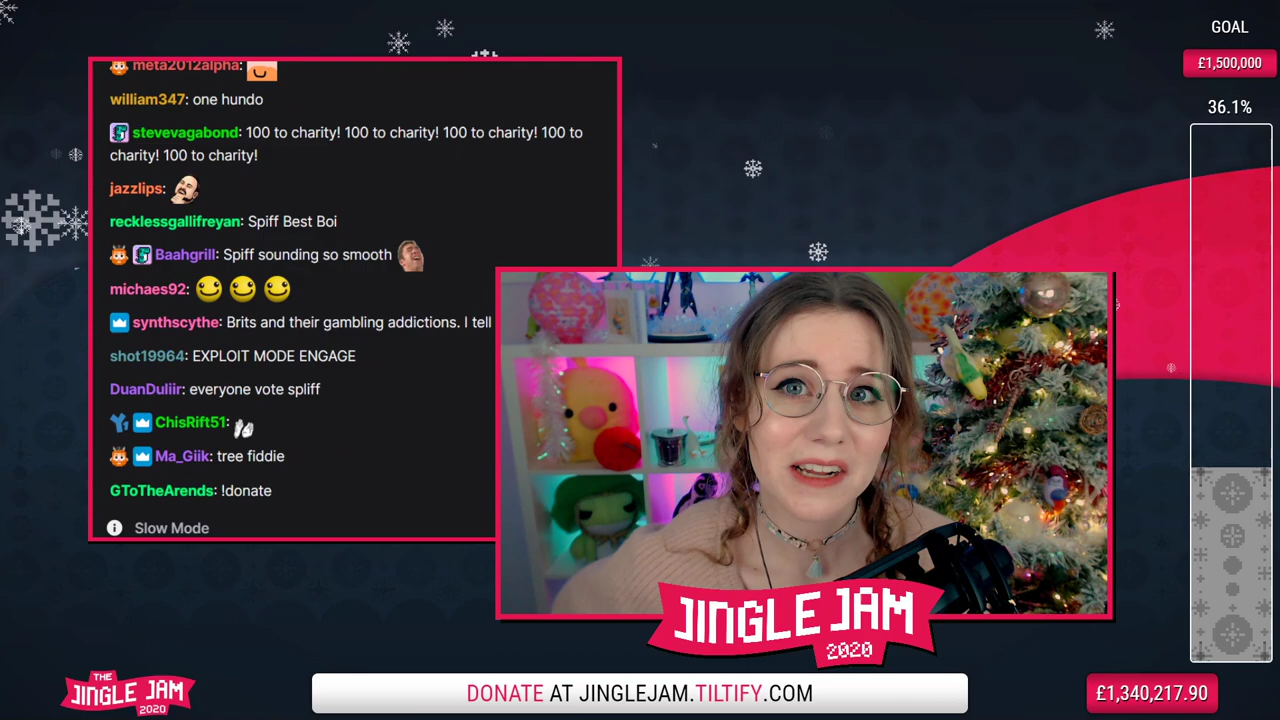 GOAL
£1,500,000
36.1%
meta2012alpha:
william347: one hundo
stevevagabond: 100 to charity! 100 to charity! 100 to charity! 100 to
charity! 100 to charity!
jazzlips:
recklessgallifreyan: Spiff Best Boi
Baahgrill: Spiff sounding so smooth
michaes92:
synthscythe: Brits and their gambling addictions. I tell
shot19964: EXPLOIT MODE ENGAGE
DuanDuliir: everyone vote spliff
ChisRift51:
Ma_Giik: tree fiddie
GToTheArends: !donate
Slow Mode
JINGLE JAM
2020
THE
JINGLE JAM
2020
DONATE AT JINGLEJAM.TILTIFY.COM
£1,340,217.90